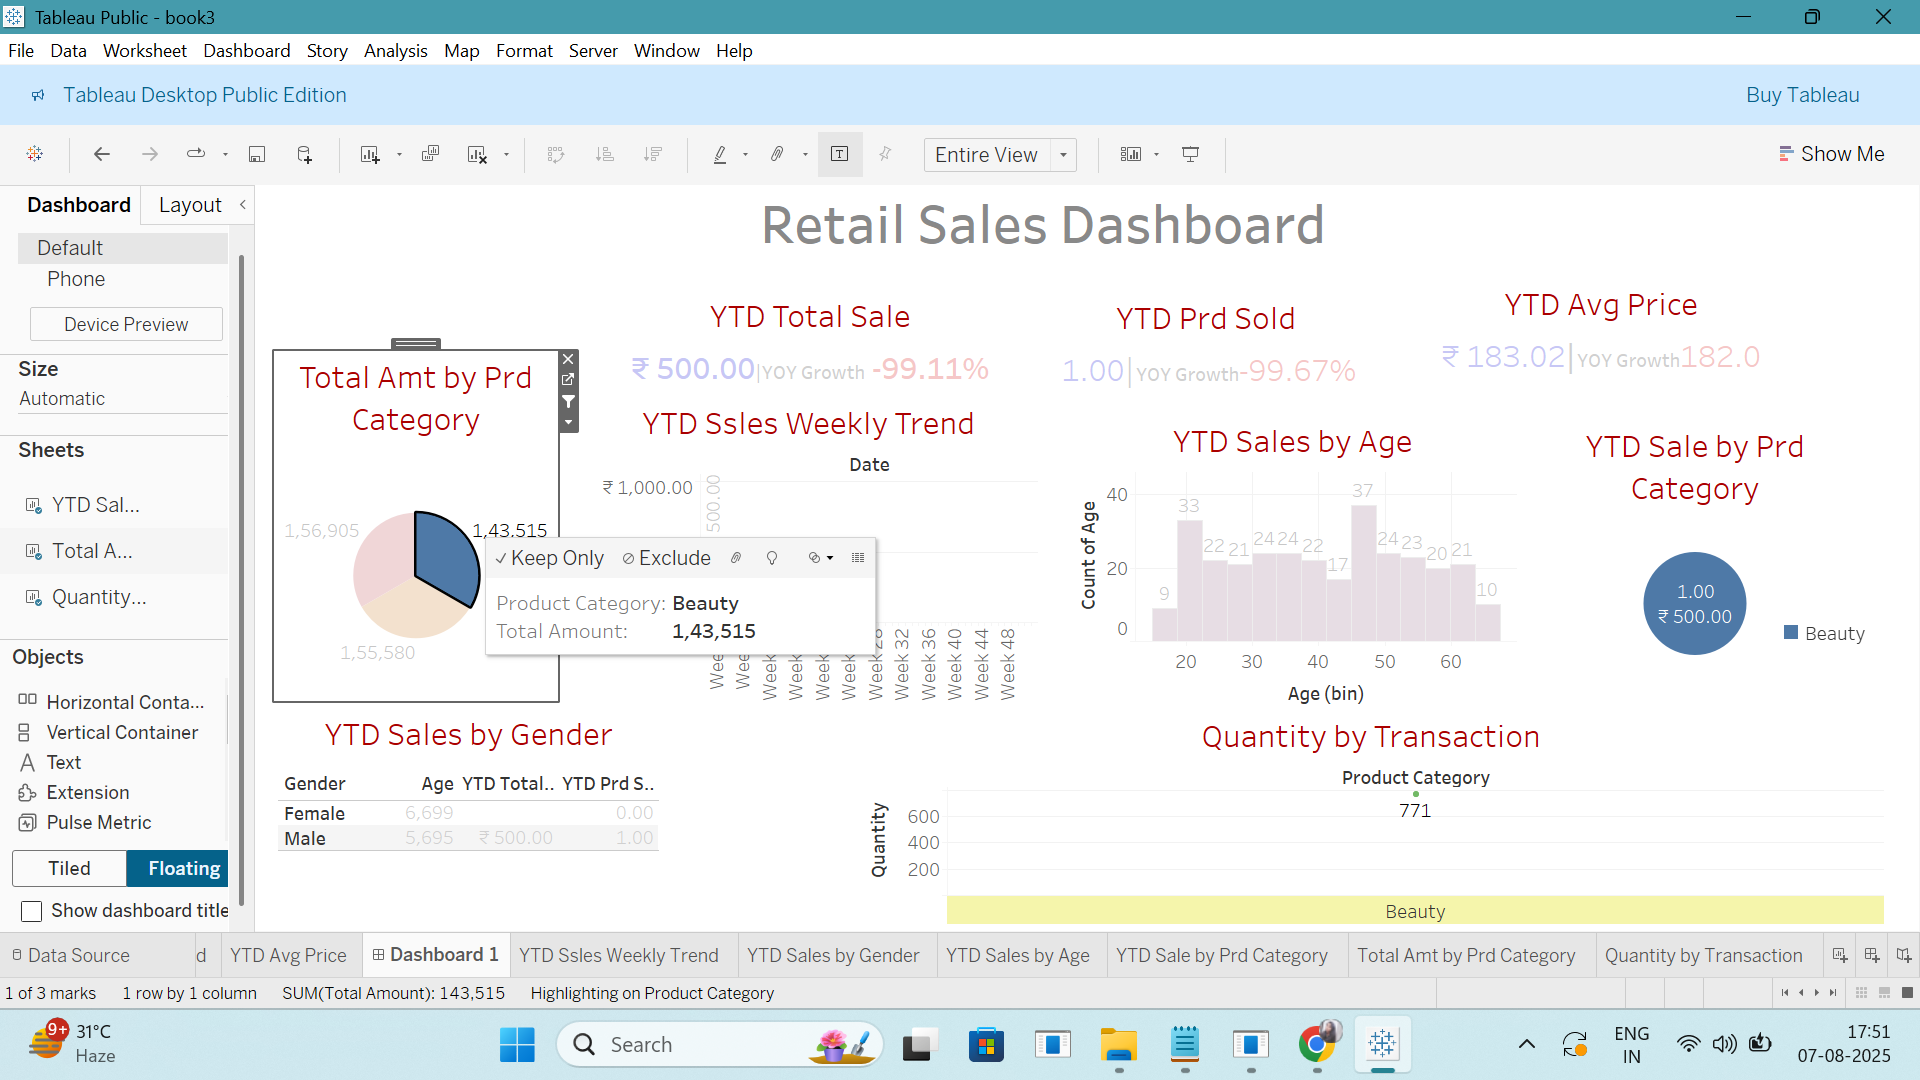 Tableau Public - book3
File Data Worksheet Dashboard Story Analysis Map Format Server Window Help
Tableau Desktop Public Edition
Buy Tableau
Entire View
Show Me
Dashboard Layout
Default
Phone
Device Preview
Size
Automatic
Sheets
YTD Sal...
Total A...
Quantity...
Objects
Horizontal Conta...
Vertical Container
Text
Extension
Pulse Metric
Tiled Floating
Show dashboard title
Retail Sales Dashboard
YTD Total Sale
₹ 500.00|YOY Growth -99.11%
YTD Prd Sold
1.00|YOY Growth-99.67%
YTD Avg Price
₹ 183.02|YOY Growth182.0
Total Amt by Prd
Category
1,56,905
1,43,515
1,55,580
Keep Only Exclude
Product Category: Beauty
Total Amount: 1,43,515
YTD Ssles Weekly Trend
Date
₹ 1,000.00
500.00
Week 32
Week 36
Week 40
Week 44
Week 48
YTD Sales by Age
Count of Age
40
20
0
9
33
22
21
24
24
22
17
37
24
23
20
21
10
20 30 40 50 60
Age (bin)
YTD Sale by Prd
Category
1.00
₹ 500.00
Beauty
YTD Sales by Gender
Gender Age YTD Total.. YTD Prd S..
Female 6,699 0.00
Male 5,695 ₹ 500.00 1.00
Quantity by Transaction
Product Category
Quantity
600
400
200
771
Beauty
Data Source d YTD Avg Price Dashboard 1 YTD Ssles Weekly Trend YTD Sales by Gender YTD Sales by Age YTD Sale by Prd Category Total Amt by Prd Category Quantity by Transaction
1 of 3 marks 1 row by 1 column SUM(Total Amount): 143,515 Highlighting on Product Category
9+
31°C
Haze
Search
ENG
IN
17:51
07-08-2025